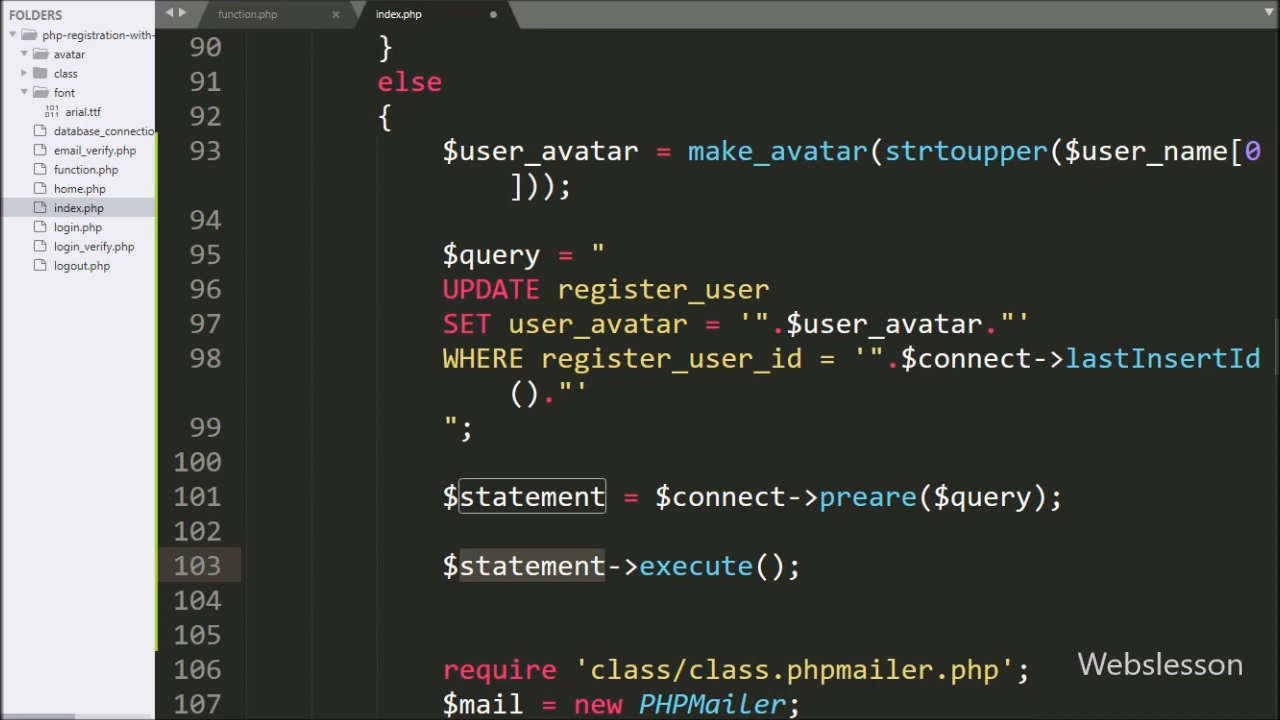 FOLDERS
php-registration-with-
avatar
class
font
arial.ttf
database_connectio
email_verify.php
function.php
home.php
index.php
login.php
login_verify.php
logout.php
function.php × index.php
90 }
91 else
92 {
93 $user_avatar = make_avatar(strtoupper($user_name[0
]));
94
95 $query = "
96 UPDATE register_user
97 SET user_avatar = '".$user_avatar."'
98 WHERE register_user_id = '".$connect->lastInsertId
()."'
99 ";
100
101 $statement = $connect->preare($query);
102
103 $statement->execute();
104
105
106 require 'class/class.phpmailer.php';
107 $mail = new PHPMailer;
Webslesson